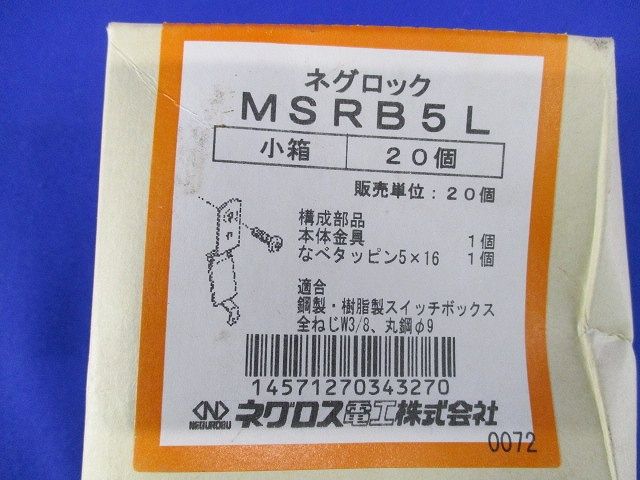 ネグロック
MSRB5L
小箱 20個
販売単位：20個
構成部品
本体金具 1個
なベタッピン5×16 1個
適合
鋼製・樹脂製スイッチボックス
全ねじW3/8、丸鋼φ9
14571270343270
NEGUROSU ネグロス電工株式会社
0072